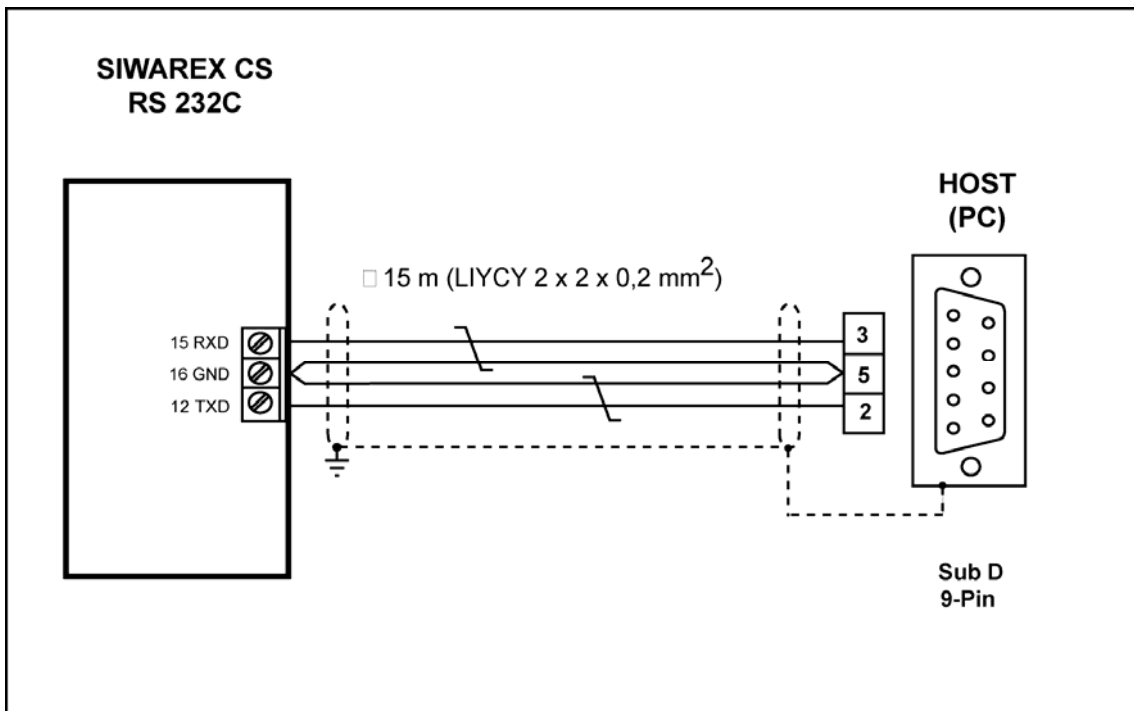 SIWAREX CS
RS 232C
HOST
(PC)
□ 15 m (LIYCY 2 x 2 x 0,2 mm²)
15 RXD
16 GND
12 TXD
3
5
2
Sub D
9-Pin